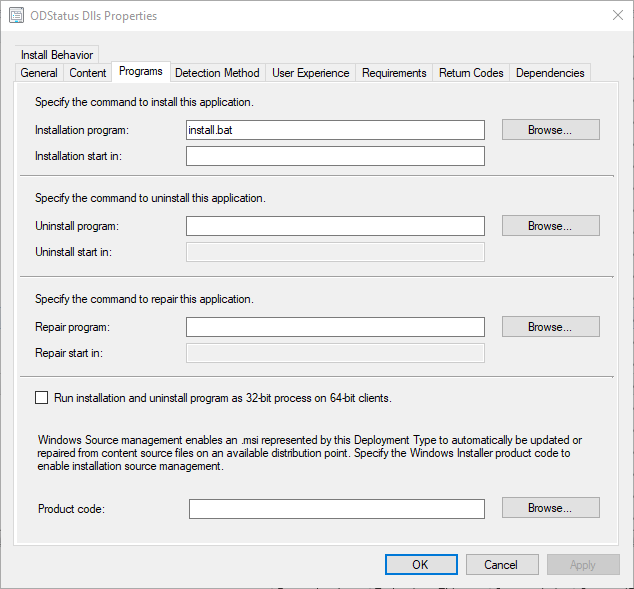 ODStatus Dlls Properties
Install Behavior
General Content Programs Detection Method User Experience Requirements Return Codes Dependencies
Specify the command to install this application.
Installation program: install.bat Browse...
Installation start in:
Specify the command to uninstall this application.
Uninstall program: Browse...
Uninstall start in:
Specify the command to repair this application.
Repair program: Browse...
Repair start in:
Run installation and uninstall program as 32-bit process on 64-bit clients.
Windows Source management enables an .msi represented by this Deployment Type to automatically be updated or
repaired from content source files on an available distribution point. Specify the Windows Installer product code to
enable installation source management.
Product code: Browse...
OK Cancel Apply